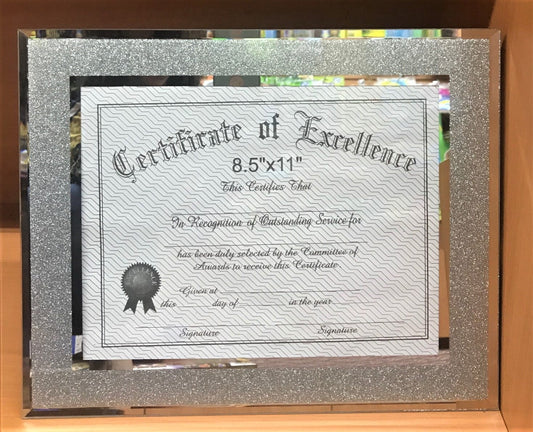 Certificate of Excellence
8.5"x11"
This Certifies That
In Recognition of Outstanding Service for
has been duly selected by the Committee of
Awards to receive this Certificate.
Given at
this day of in the year
Signature Signature